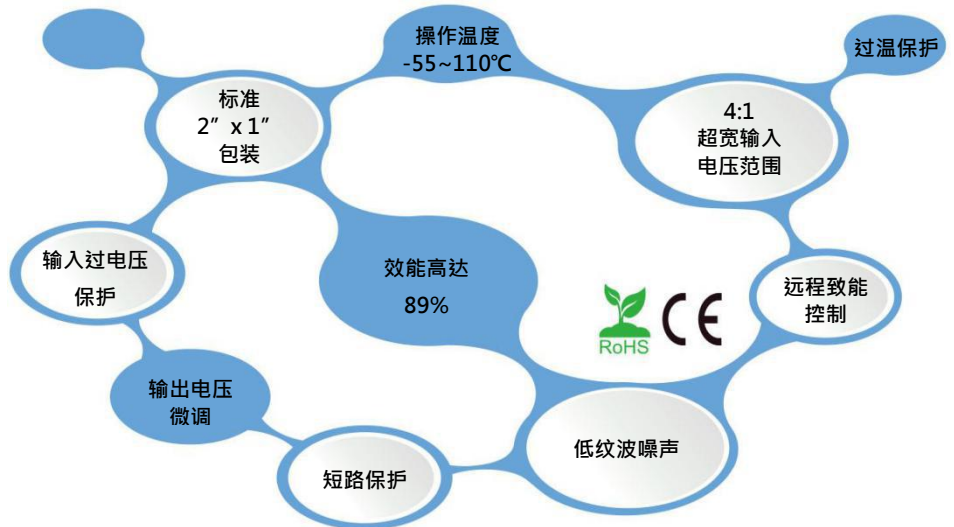 操作温度
-55~110℃
过温保护
标准
2” x 1”
包装
4:1
超宽输入
电压范围
输入过电压
保护
效能高达
89%
远程致能
控制
RoHS
CE
输出电压
微调
低纹波噪声
短路保护